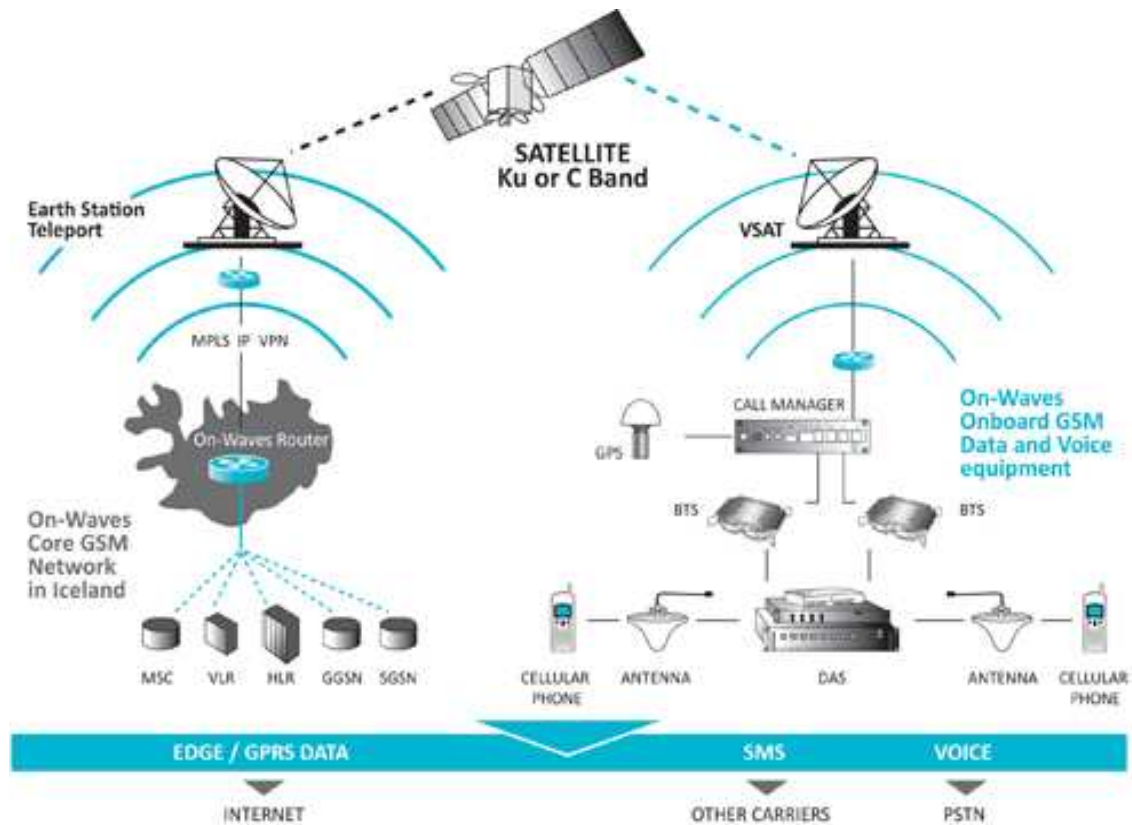 SATELLITE
Ku or C Band
Earth Station
Teleport
VSAT
MPLS IP VPN
On-Waves Router
On-Waves
Core GSM
Network
in Iceland
MSC
VLR
HLR
GGSN
SGSN
CALL MANAGER
GPS
On-Waves
Onboard GSM
Data and Voice
equipment
BTS
BTS
CELLULAR
PHONE
ANTENNA
DAS
ANTENNA
CELLULAR
PHONE
EDGE / GPRS DATA
SMS
VOICE
INTERNET
OTHER CARRIERS
PSTN